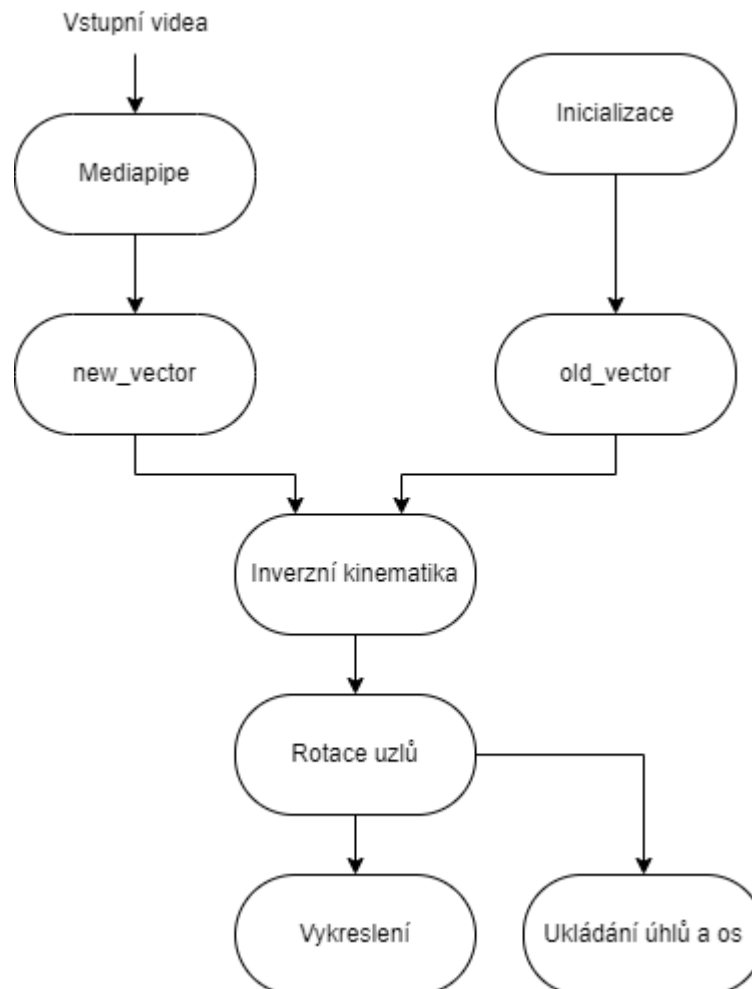 Vstupní videa
Inicializace
Mediapipe
new_vector
old_vector
Inverzní kinematika
Rotace uzlů
Vykreslení
Ukládání úhlů a os